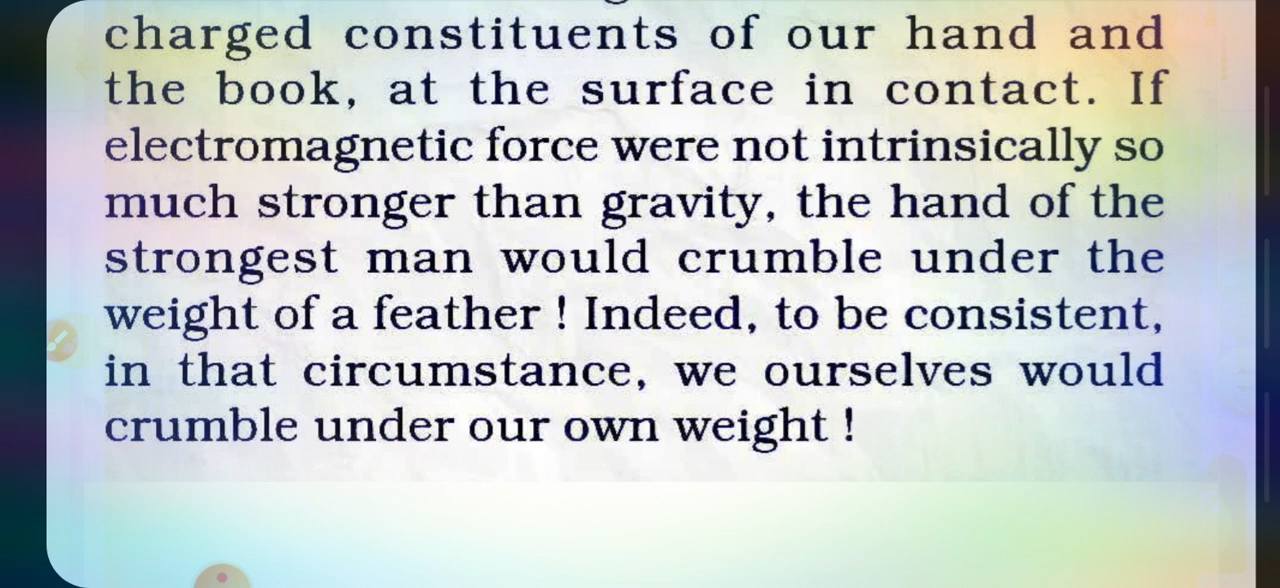 charged constituents of our hand and
the book, at the surface in contact. If
electromagnetic force were not intrinsically so
much stronger than gravity, the hand of the
strongest man would crumble under the
weight of a feather ! Indeed, to be consistent,
in that circumstance, we ourselves would
crumble under our own weight !